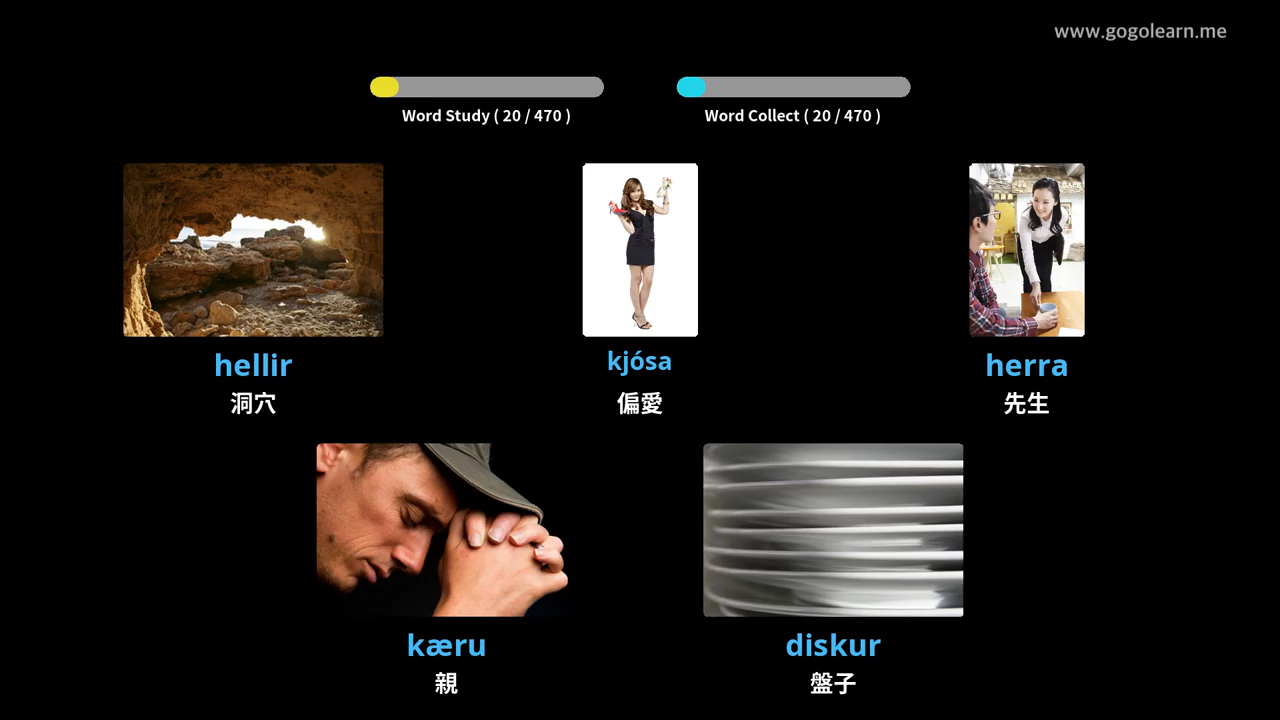 www.gogolearn.me
Word Study ( 20 / 470 )
Word Collect ( 20 / 470 )
hellir
洞穴
kjósa
偏愛
herra
先生
kæru
親
diskur
盤子